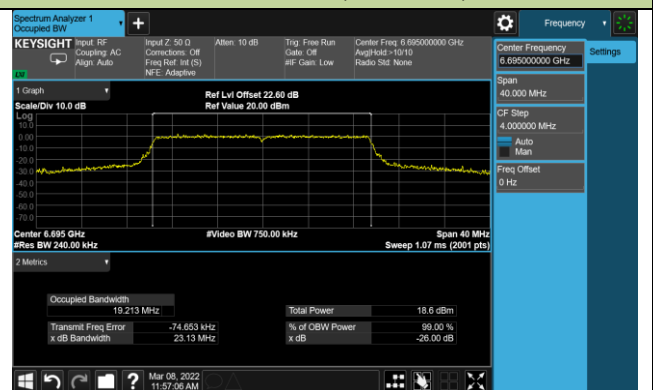 Spectrum Analyzer 1
Occupied BW
Frequency
KEYSIGHT
Input: RF
Coupling: AC
Align: Auto
Input Z: 50 Ω
Corrections: Off
Freq Ref: Int (S)
NFE: Adaptive
Atten: 10 dB
Trig: Free Run
Gate: Off
#IF Gain: Low
Center Freq: 6.695000000 GHz
Avg|Hold:>10/10
Radio Std: None
Center Frequency
6.695000000 GHz
Settings
Span
40.000 MHz
CF Step
4.000000 MHz
Auto
Man
Freq Offset
0 Hz
1 Graph
Scale/Div 10.0 dB
Ref Lvl Offset 22.60 dB
Ref Value 20.00 dBm
Log
10.0
0.00
-10.0
-20.0
-30.0
-40.0
-50.0
-60.0
-70.0
Center 6.695 GHz
#Res BW 240.00 kHz
#Video BW 750.00 kHz
Span 40 MHz
Sweep 1.07 ms (2001 pts)
2 Metrics
Occupied Bandwidth
19.213 MHz
Total Power 18.6 dBm
Transmit Freq Error -74.653 kHz
% of OBW Power 99.00 %
x dB Bandwidth 23.13 MHz
x dB -26.00 dB
?
Mar 08, 2022
11:57:06 AM